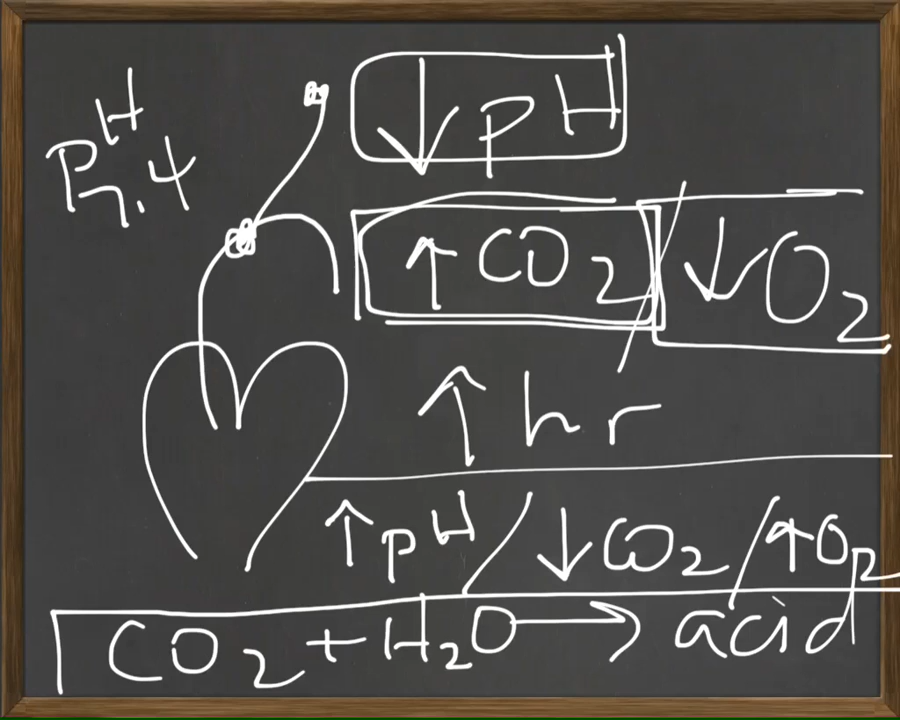 pH
7.4
↓ pH
↑ CO2 / ↓ O2
↑ hr
↑ pH / ↓ CO2 / ↑ O2
CO2 + H2O → acid